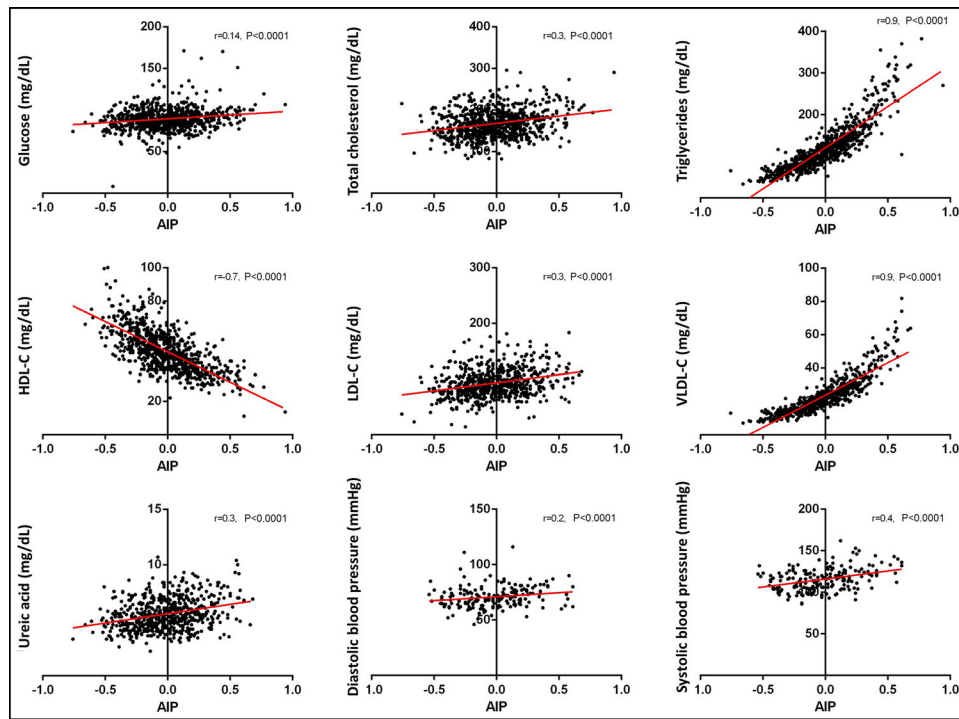 Glucose (mg/dL)
200
150
50
r=0.14, P<0.0001
-1.0 -0.5 0.0 0.5 1.0
AIP
Total cholesterol (mg/dL)
400
300
100
r=0.3, P<0.0001
-1.0 -0.5 0.0 0.5 1.0
AIP
Triglycerides (mg/dL)
400
300
200
r=0.9, P<0.0001
-1.0 -0.5 0.0 0.5 1.0
AIP
HDL-C (mg/dL)
100
80
20
r=-0.7, P<0.0001
-1.0 -0.5 0.0 0.5 1.0
AIP
LDL-C (mg/dL)
300
200
r=0.3, P<0.0001
-1.0 -0.5 0.0 0.5 1.0
AIP
VLDL-C (mg/dL)
100
80
60
40
r=0.9, P<0.0001
-1.0 -0.5 0.0 0.5 1.0
AIP
Ureic acid (mg/dL)
15
10
5
r=0.3, P<0.0001
-1.0 -0.5 0.0 0.5 1.0
AIP
Diastolic blood pressure (mmHg)
150
100
50
r=0.2, P<0.0001
1.0 -0.5 0.0 0.5 1.0
AIP
Systolic blood pressure (mmHg)
200
150
100
50
r=0.4, P<0.0001
1.0 -0.5 0.0 0.5 1.0
AIP